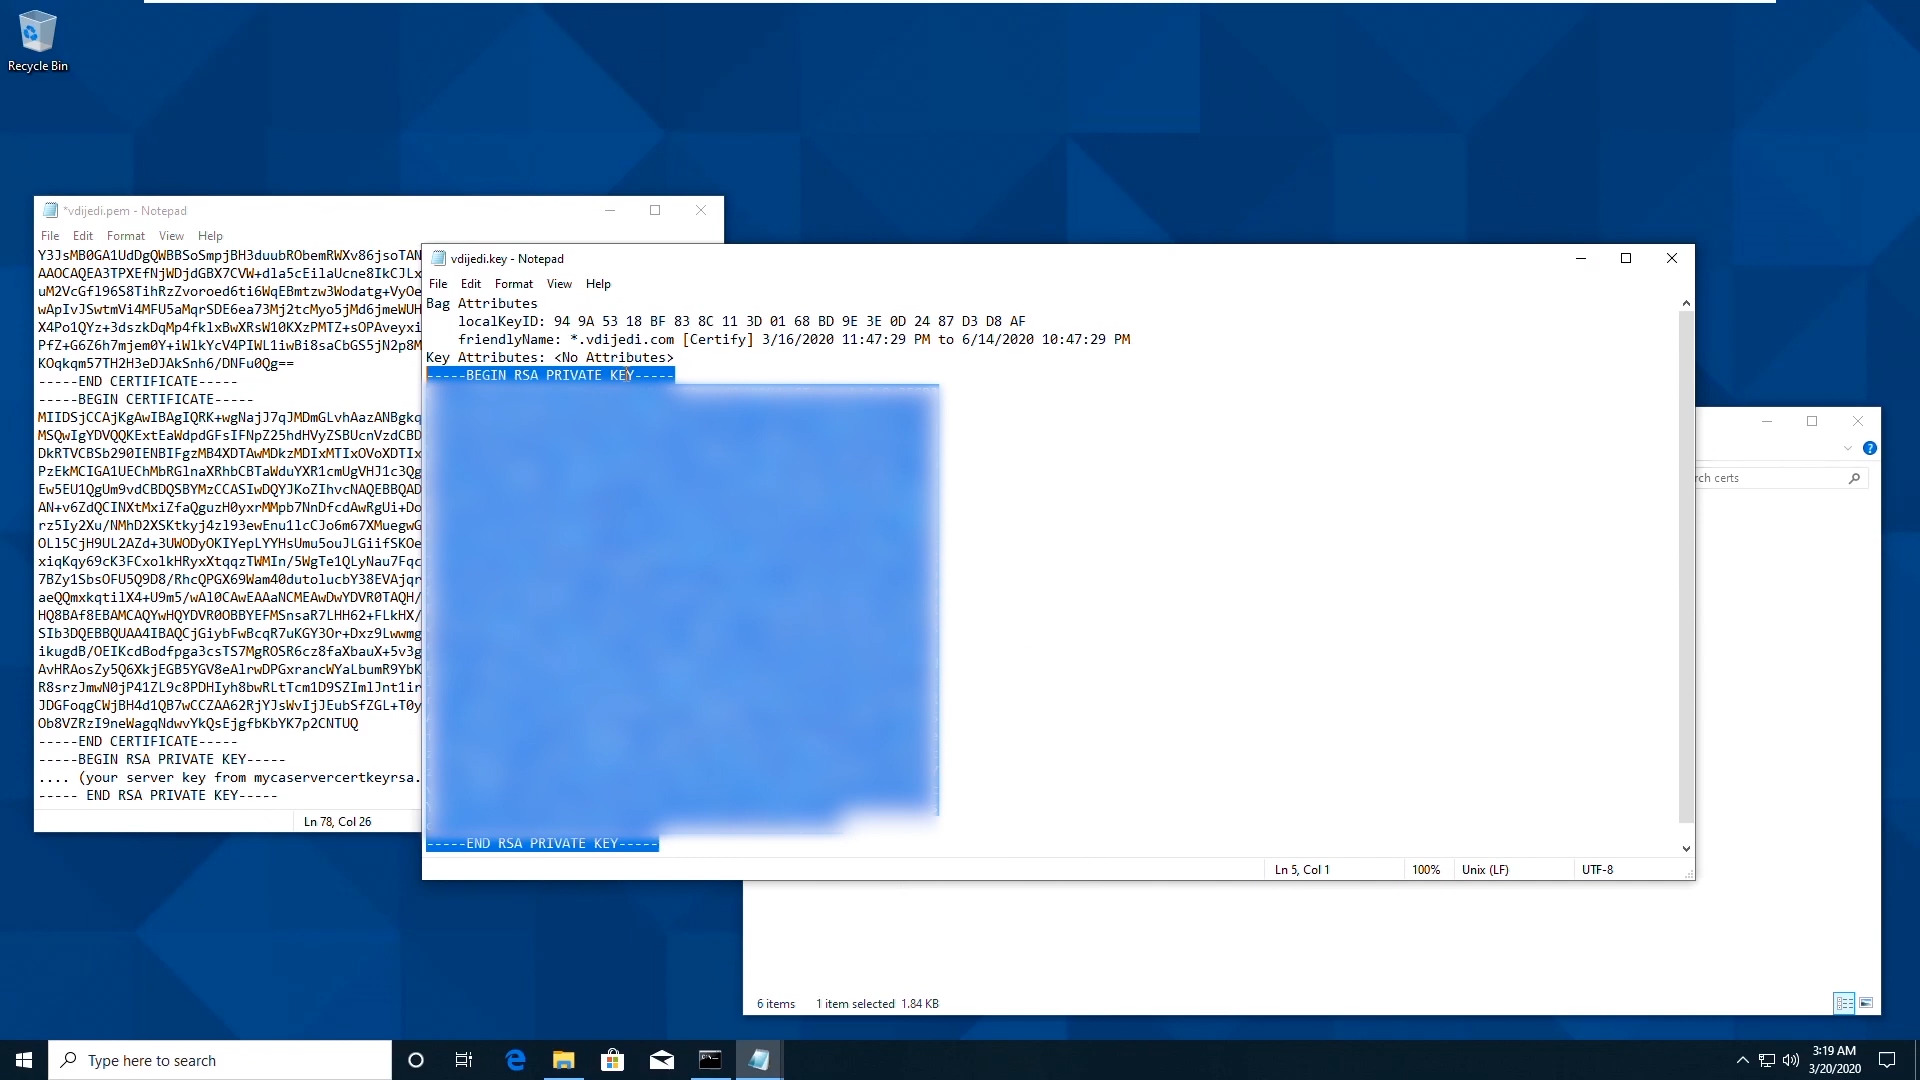 Recycle Bin
*vdijedi.pem - Notepad
File Edit Format View Help
Y3JsMB0GA1UdDgQWBBSoSmpjBH3duubRObemRWXv86jsoTAN
AAOCAQEA3TPXEfNjWDjdGBX7CVW+dla5cEilaUcne8IkCJLx
uM2VcGfl96S8TihRzZvoroed6ti6WqEBmtzw3Wodatg+VyOe
wApIvJSwtmVi4MFU5aMqrSDE6ea73Mj2tcMyo5jMd6jmeWUH
X4Po1QYz+3dszkDqMp4fklxBwXRsW10KXzPMTZ+sOPAveyxi
PfZ+G6Z6h7mjem0Y+iWlkYcV4PIWL1iwBi8saCbGS5jN2p8M
KOqkqm57TH2H3eDJAkSnh6/DNFu0Qg==
-----END CERTIFICATE-----
-----BEGIN CERTIFICATE-----
MIIDSjCCAjKgAwIBAgIQRK+wgNajJ7qJMDmGLvhAazANBgkq
MSQwIgYDVQQKExtEaWdpdGFsIFNpZ25hdHVyZSBUcnVzdCBD
DkRTVCBSb290IENBIFgzMB4XDTAwMDkzMDIxMTIxOVoXDTIx
PzEkMCIGA1UEChMbRGlnaXRhbCBTaWduYXR1cmUgVHJ1c3Qg
Ew5EU1QgUm9vdCBDQSBYMzCCASIwDQYJKoZIhvcNAQEBBQAD
AN+v6ZdQCINXtMxiZfaQguzH0yxrMMpb7NnDfcdAwRgUi+Do
rz5Iy2Xu/NMhD2XSKtkyj4zl93ewEnu1lcCJo6m67XMuegwG
OLl5CjH9UL2AZd+3UWODyOKIYepLYYHsUmu5ouJLGiifSKOe
xiqKqy69cK3FCxolkHRyxXtqqzTWMIn/5WgTe1QLyNau7Fqc
7BZy1SbsOFU5Q9D8/RhcQPGX69Wam40dutolucbY38EVAjqr
aeQQmxkqtilX4+U9m5/wAl0CAwEAAaNCMEAwDwYDVR0TAQH/
HQ8BAf8EBAMCAQYwHQYDVR0OBBYEFMSnsaR7LHH62+FLkHX/
SIb3DQEBBQUAA4IBAQCjGiybFwBcqR7uKGY3Or+Dxz9Lwwmg
ikugdB/OEIKcdBodfpga3csTS7MgROSR6cz8faXbauX+5v3g
AvHRAosZy5Q6XkjEGB5YGV8eAlrwDPGxrancWYaLbumR9YbK
R8srzJmwN0jP41ZL9c8PDHIyh8bwRLtTcm1D9SZImlJnt1ir
JDGFoqgCWjBH4d1QB7wCCZAA62RjYJsWvIjJEubSfZGL+T0y
Ob8VZRzI9neWagqNdwvYkQsEjgfbKbYK7p2CNTUQ
-----END CERTIFICATE-----
-----BEGIN RSA PRIVATE KEY-----
.... (your server key from mycaservercertkeyrsa.
----- END RSA PRIVATE KEY-----
Ln 78, Col 26
vdijedi.key - Notepad
File Edit Format View Help
Bag Attributes
localKeyID: 94 9A 53 18 BF 83 8C 11 3D 01 68 BD 9E 3E 0D 24 87 D3 D8 AF
friendlyName: *.vdijedi.com [Certify] 3/16/2020 11:47:29 PM to 6/14/2020 10:47:29 PM
Key Attributes: <No Attributes>
-----BEGIN RSA PRIVATE KEY-----
-----END RSA PRIVATE KEY-----
Ln 5, Col 1 100% Unix (LF) UTF-8
rch certs
6 items 1 item selected 1.84 KB
Type here to search
3:19 AM
3/20/2020